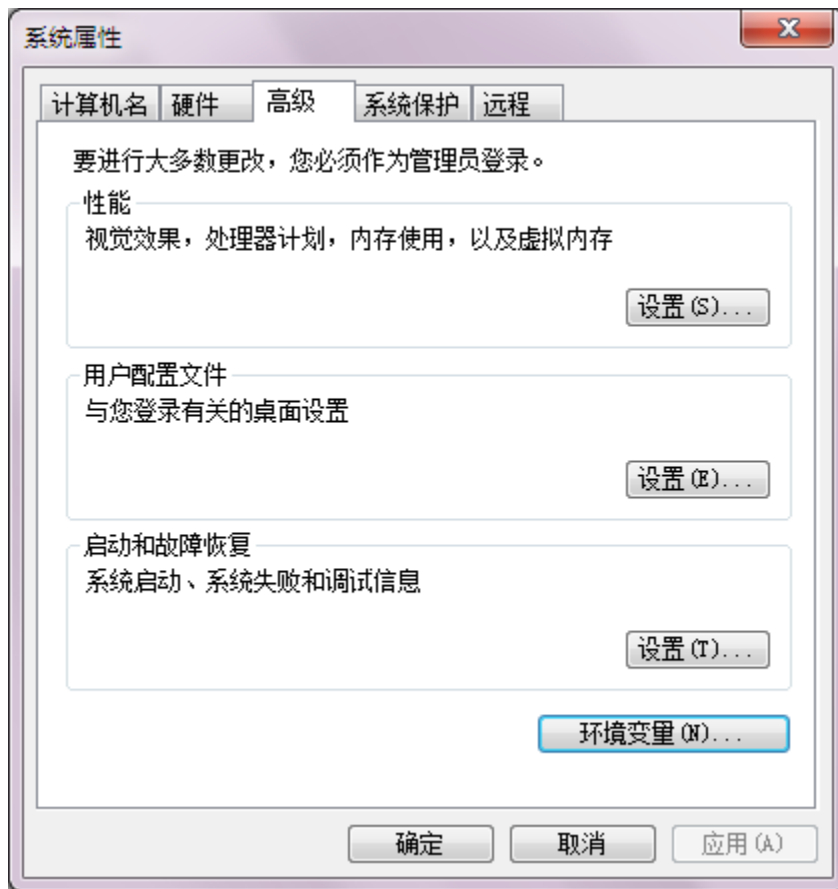 系统属性
计算机名 硬件 高级 系统保护 远程
要进行大多数更改，您必须作为管理员登录。
性能
视觉效果，处理器计划，内存使用，以及虚拟内存
设置(S)...
用户配置文件
与您登录有关的桌面设置
设置(E)...
启动和故障恢复
系统启动、系统失败和调试信息
设置(T)...
环境变量(N)...
确定 取消 应用(A)